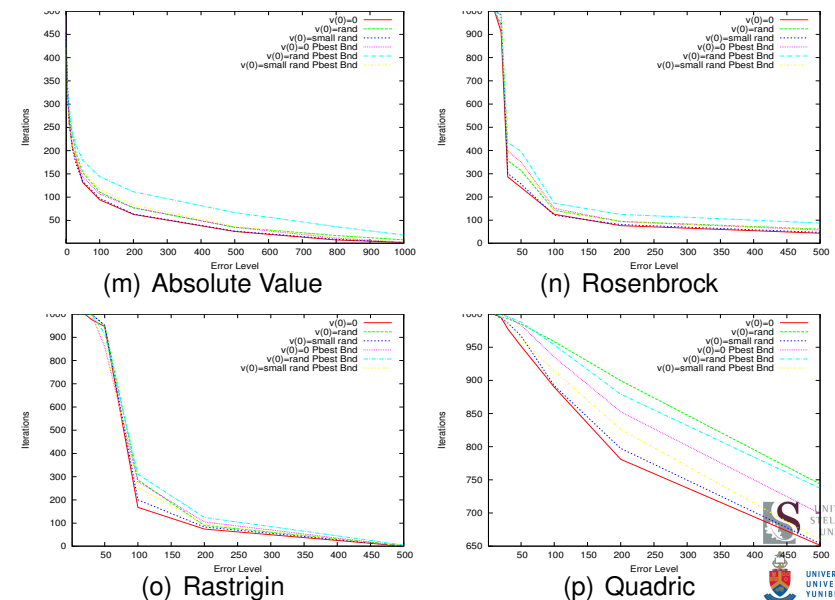 v(0)=0
v(0)=rand
v(0)=small rand
v(0)=0 Pbest Bnd
v(0)=rand Pbest Bnd
v(0)=small rand Pbest Bnd
Iterations
500
450
400
350
300
250
200
150
100
50
0 100 200 300 400 500 600 700 800 900 1000
Error Level
(m) Absolute Value
v(0)=0
v(0)=rand
v(0)=small rand
v(0)=0 Pbest Bnd
v(0)=rand Pbest Bnd
v(0)=small rand Pbest Bnd
Iterations
1000
900
800
700
600
500
400
300
200
100
0
50 100 150 200 250 300 350 400 450 500
Error Level
(n) Rosenbrock
v(0)=0
v(0)=rand
v(0)=small rand
v(0)=0 Pbest Bnd
v(0)=rand Pbest Bnd
v(0)=small rand Pbest Bnd
Iterations
1000
900
800
700
600
500
400
300
200
100
0
50 100 150 200 250 300 350 400 450 500
Error Level
(o) Rastrigin
v(0)=0
v(0)=rand
v(0)=small rand
v(0)=0 Pbest Bnd
v(0)=rand Pbest Bnd
v(0)=small rand Pbest Bnd
Iterations
1000
950
900
850
800
750
700
650
50 100 150 200 250 300 350 400 450 500
Error Level
(p) Quadric
S
UNI
STEL
UN
UNIVER
UNIVE
YUNIB